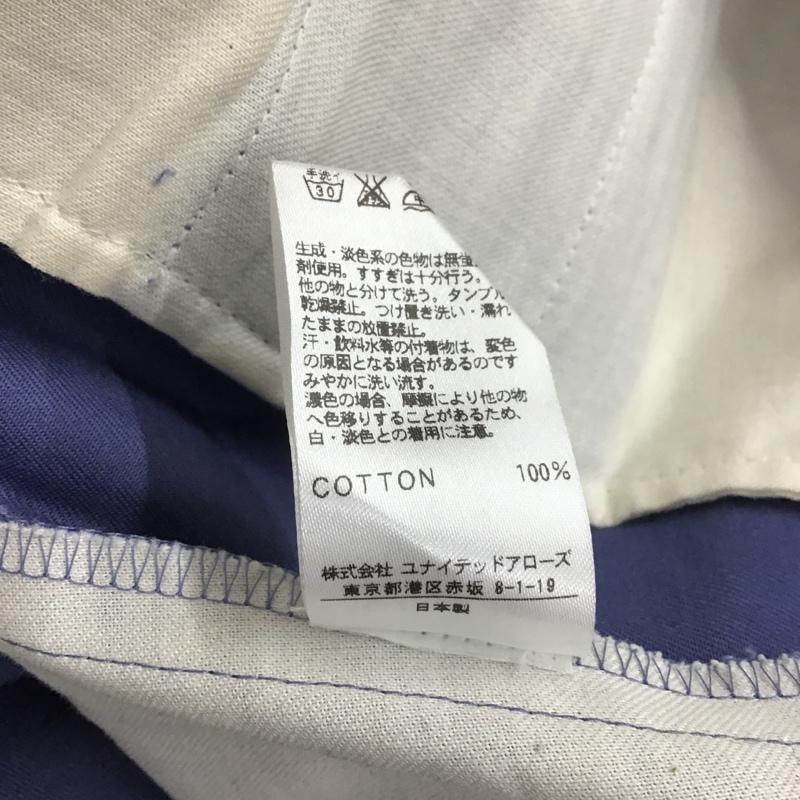 手洗イ
30
生成・淡色系の色物は無蛍
剤使用。すすぎは十分行う。
他の物と分けて洗う。タンブル
乾燥禁止。つけ置き洗い・濡れ
たままの放置禁止。
汗・飲料水等の付着物は、変色
の原因となる場合があるのです
みやかに洗い流す。
濃色の場合、摩擦により他の物
へ色移りすることがあるため、
白・淡色との着用に注意。
COTTON 100%
株式会社 ユナイテッドアローズ
東京都港区赤坂 8-1-19
日本製